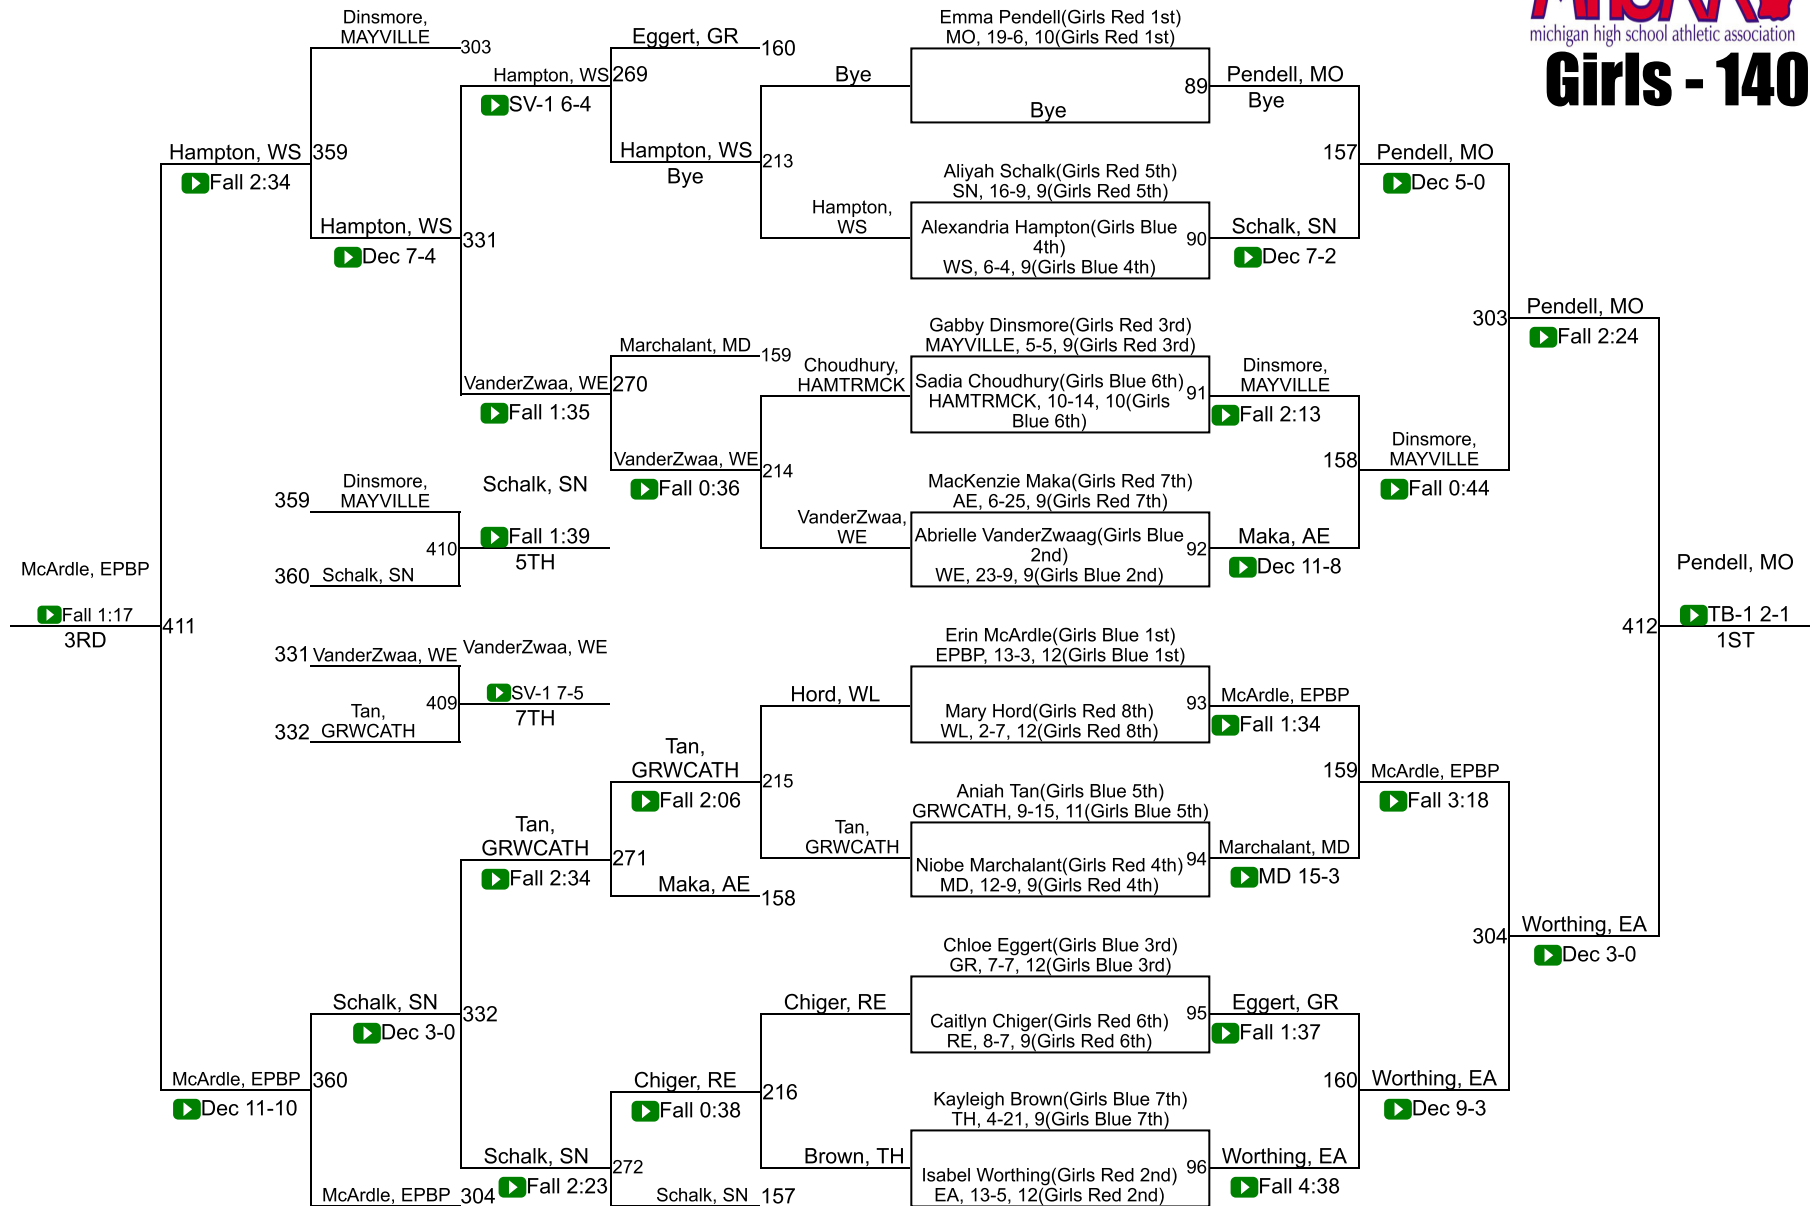 michigan high school athletic association
Girls - 140
Dinsmore,
MAYVILLE
303
Hampton, WS
359
Fall 2:34
Hampton, WS
331
Dec 7-4
Hampton, WS
269
SV-1 6-4
Eggert, GR
160
Hampton, WS
213
Bye
Bye
Hampton,
WS
Emma Pendell(Girls Red 1st)
MO, 19-6, 10(Girls Red 1st)
89
Bye
Pendell, MO
Bye
Aliyah Schalk(Girls Red 5th)
SN, 16-9, 9(Girls Red 5th)
Alexandria Hampton(Girls Blue
4th)
90
WS, 6-4, 9(Girls Blue 4th)
Schalk, SN
Dec 7-2
157
Pendell, MO
Dec 5-0
VanderZwaa, WE
270
Fall 1:35
Marchalant, MD
159
VanderZwaa, WE
214
Fall 0:36
Choudhury,
HAMTRMCK
VanderZwaa,
WE
Gabby Dinsmore(Girls Red 3rd)
MAYVILLE, 5-5, 9(Girls Red 3rd)
Sadia Choudhury(Girls Blue 6th)
91
HAMTRMCK, 10-14, 10(Girls
Blue 6th)
Dinsmore,
MAYVILLE
Fall 2:13
MacKenzie Maka(Girls Red 7th)
AE, 6-25, 9(Girls Red 7th)
Abrielle VanderZwaag(Girls Blue
2nd)
92
WE, 23-9, 9(Girls Blue 2nd)
Maka, AE
Dec 11-8
158
Dinsmore,
MAYVILLE
Fall 0:44
303
Pendell, MO
Fall 2:24
359
Dinsmore,
MAYVILLE
360
Schalk, SN
410
Schalk, SN
Fall 1:39
5TH
McArdle, EPBP
Fall 1:17
411
3RD
331
VanderZwaa, WE
332
Tan,
GRWCATH
409
VanderZwaa, WE
SV-1 7-5
7TH
Pendell, MO
412
TB-1 2-1
1ST
Tan,
GRWCATH
271
Fall 2:34
Tan,
GRWCATH
215
Fall 2:06
Maka, AE
158
Hord, WL
Tan,
GRWCATH
Erin McArdle(Girls Blue 1st)
EPBP, 13-3, 12(Girls Blue 1st)
93
Mary Hord(Girls Red 8th)
WL, 2-7, 12(Girls Red 8th)
McArdle, EPBP
Fall 1:34
Aniah Tan(Girls Blue 5th)
GRWCATH, 9-15, 11(Girls Blue 5th)
Niobe Marchalant(Girls Red 4th)
94
MD, 12-9, 9(Girls Red 4th)
Marchalant, MD
MD 15-3
159
McArdle, EPBP
Fall 3:18
304
Worthing, EA
Dec 3-0
Schalk, SN
332
Dec 3-0
McArdle, EPBP
360
Dec 11-10
McArdle, EPBP
304
Schalk, SN
272
Fall 2:23
Chiger, RE
216
Fall 0:38
Schalk, SN
157
Chiger, RE
Brown, TH
Chloe Eggert(Girls Blue 3rd)
GR, 7-7, 12(Girls Blue 3rd)
95
Caitlyn Chiger(Girls Red 6th)
RE, 8-7, 9(Girls Red 6th)
Eggert, GR
Fall 1:37
Kayleigh Brown(Girls Blue 7th)
TH, 4-21, 9(Girls Blue 7th)
96
Isabel Worthing(Girls Red 2nd)
EA, 13-5, 12(Girls Red 2nd)
Worthing, EA
Fall 4:38
160
Worthing, EA
Dec 9-3